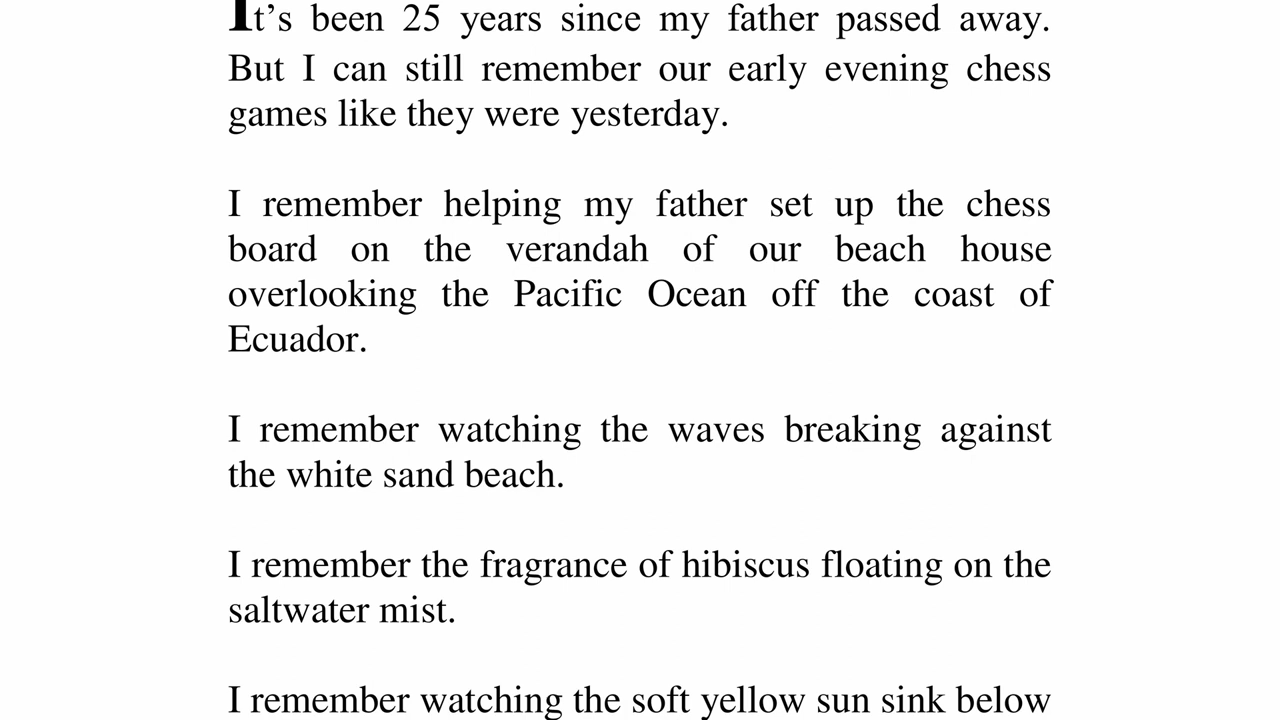 It’s been 25 years since my father passed away.
But I can still remember our early evening chess
games like they were yesterday.
I remember helping my father set up the chess
board on the verandah of our beach house
overlooking the Pacific Ocean off the coast of
Ecuador.
I remember watching the waves breaking against
the white sand beach.
I remember the fragrance of hibiscus floating on the
saltwater mist.
I remember watching the soft yellow sun sink below